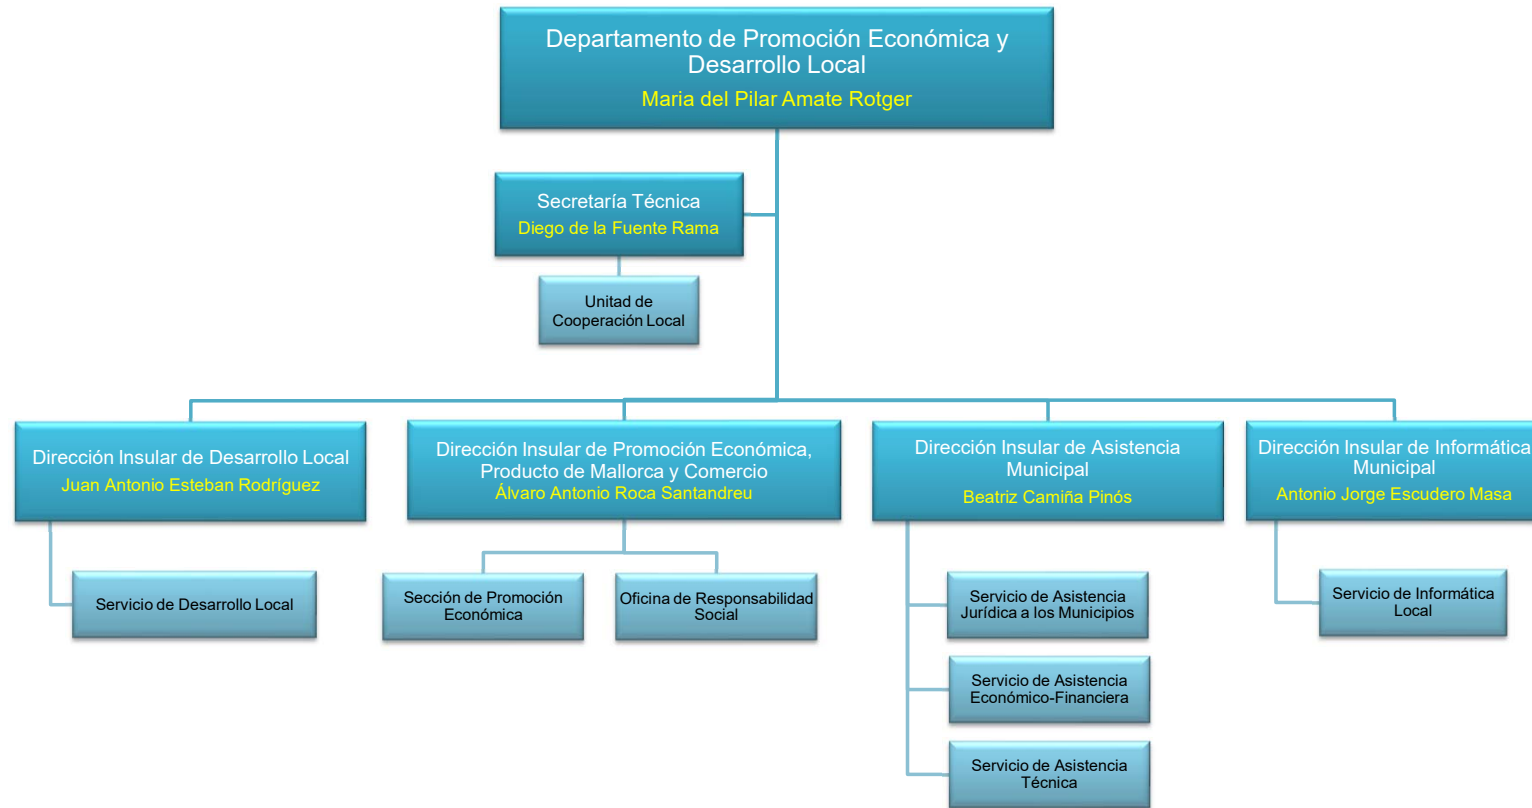 Departamento de Promoción Económica y
Desarrollo Local
Maria del Pilar Amate Rotger
Secretaría Técnica
Diego de la Fuente Rama
Unitad de
Cooperación Local
Dirección Insular de Desarrollo Local
Juan Antonio Esteban Rodríguez
Dirección Insular de Promoción Económica,
Producto de Mallorca y Comercio
Álvaro Antonio Roca Santandreu
Dirección Insular de Asistencia
Municipal
Beatriz Camiña Pinós
Dirección Insular de Informática
Municipal
Antonio Jorge Escudero Masa
Servicio de Desarrollo Local
Sección de Promoción
Económica
Oficina de Responsabilidad
Social
Servicio de Asistencia
Jurídica a los Municipios
Servicio de Asistencia
Económico-Financiera
Servicio de Asistencia
Técnica
Servicio de Informática
Local